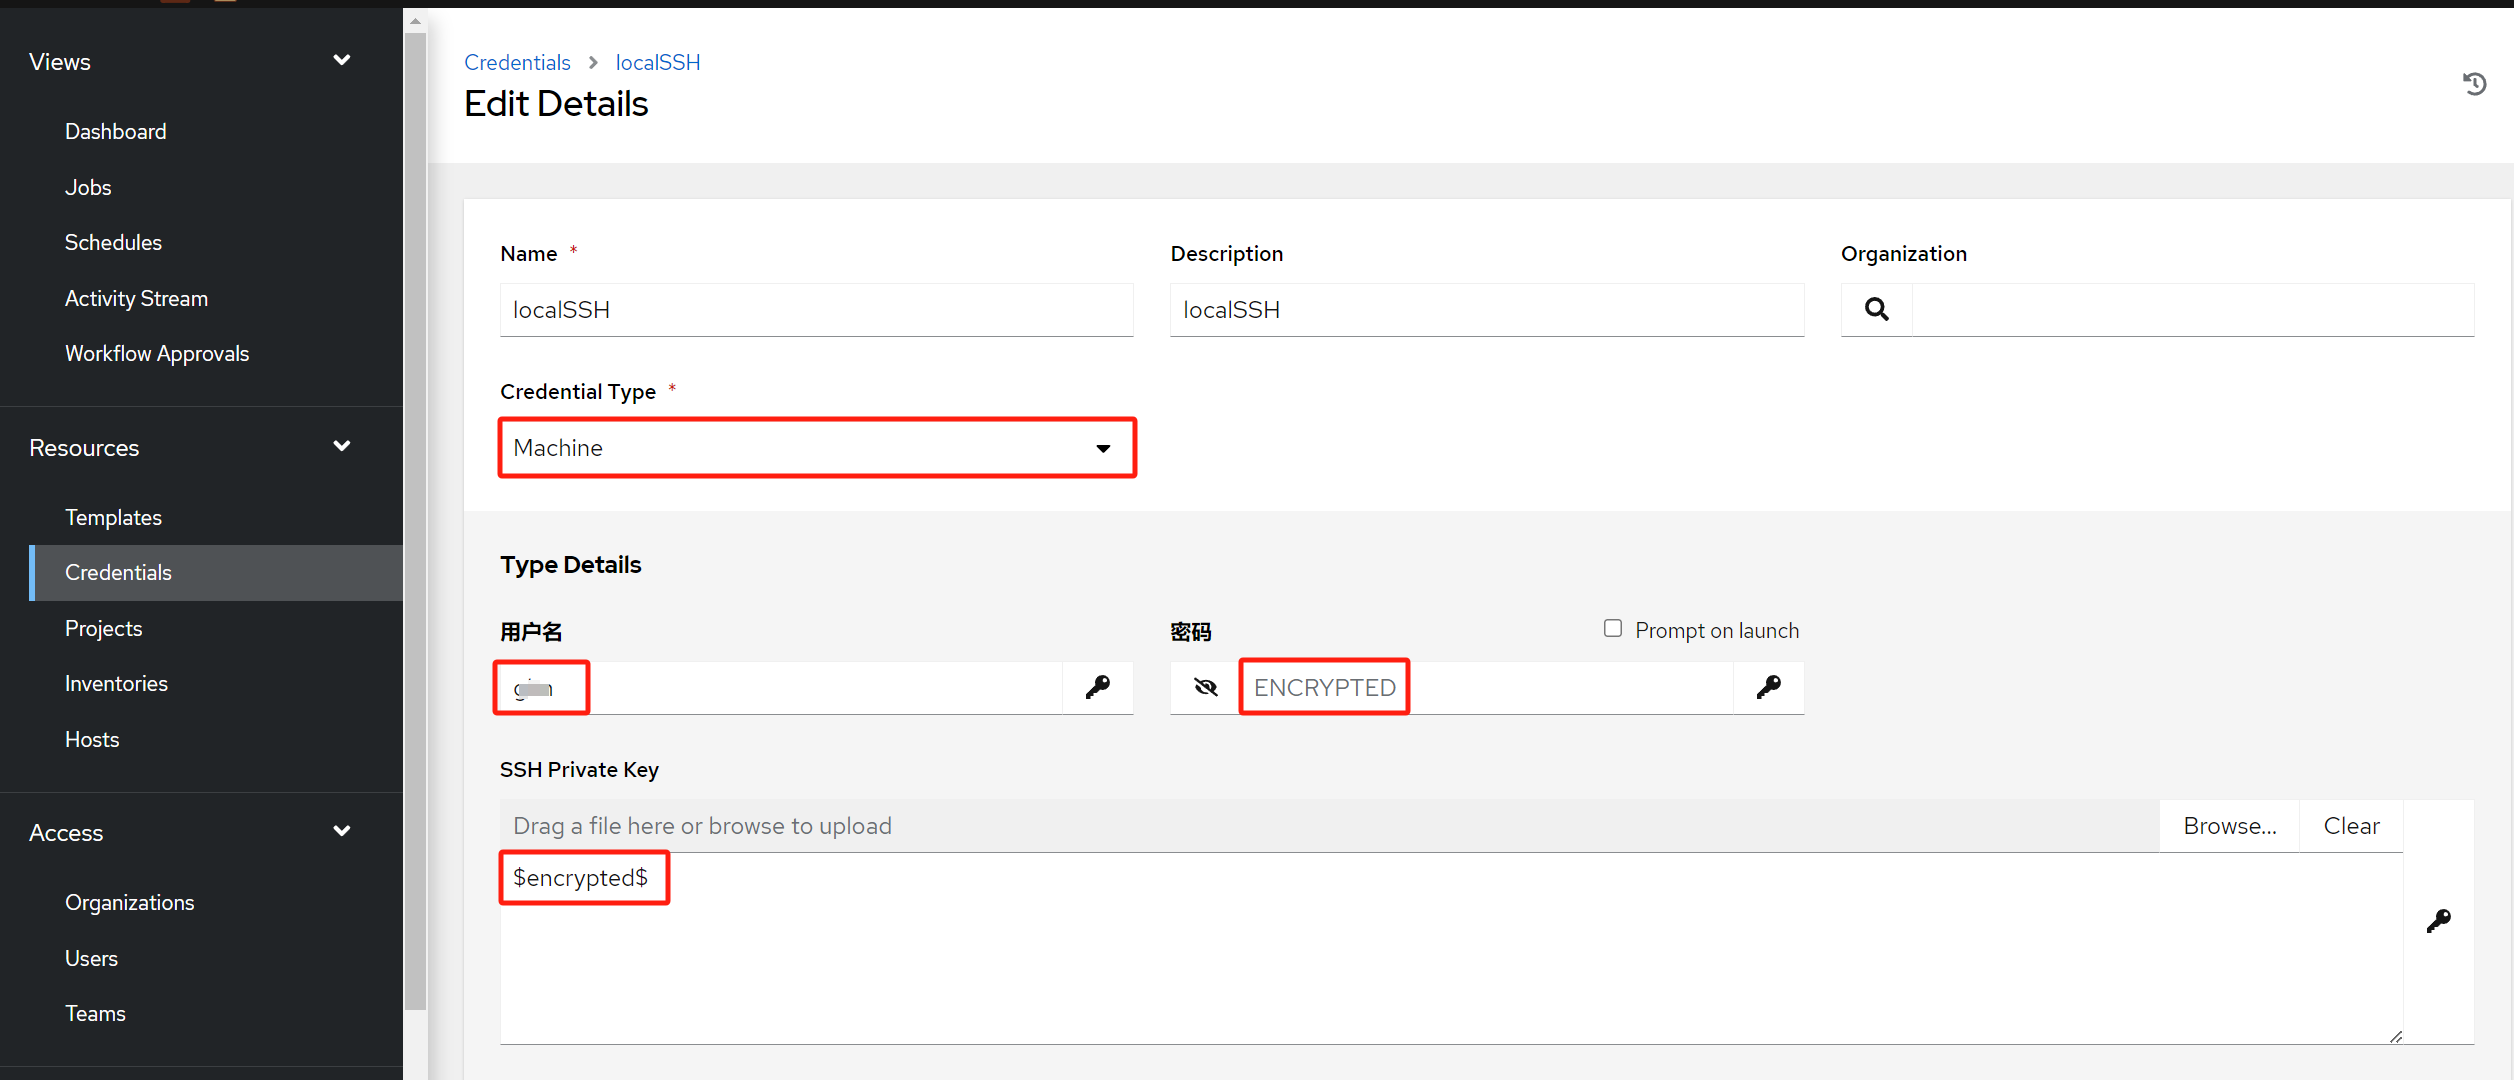 Views
Dashboard
Jobs
Schedules
Activity Stream
Workflow Approvals
Resources
Templates
Credentials
Projects
Inventories
Hosts
Access
Organizations
Users
Teams
Credentials > localSSH
Edit Details
Name *
localSSH
Description
localSSH
Organization
Credential Type *
Machine
Type Details
用户名
密码
Prompt on launch
ENCRYPTED
SSH Private Key
Drag a file here or browse to upload
Browse...
Clear
$encrypted$